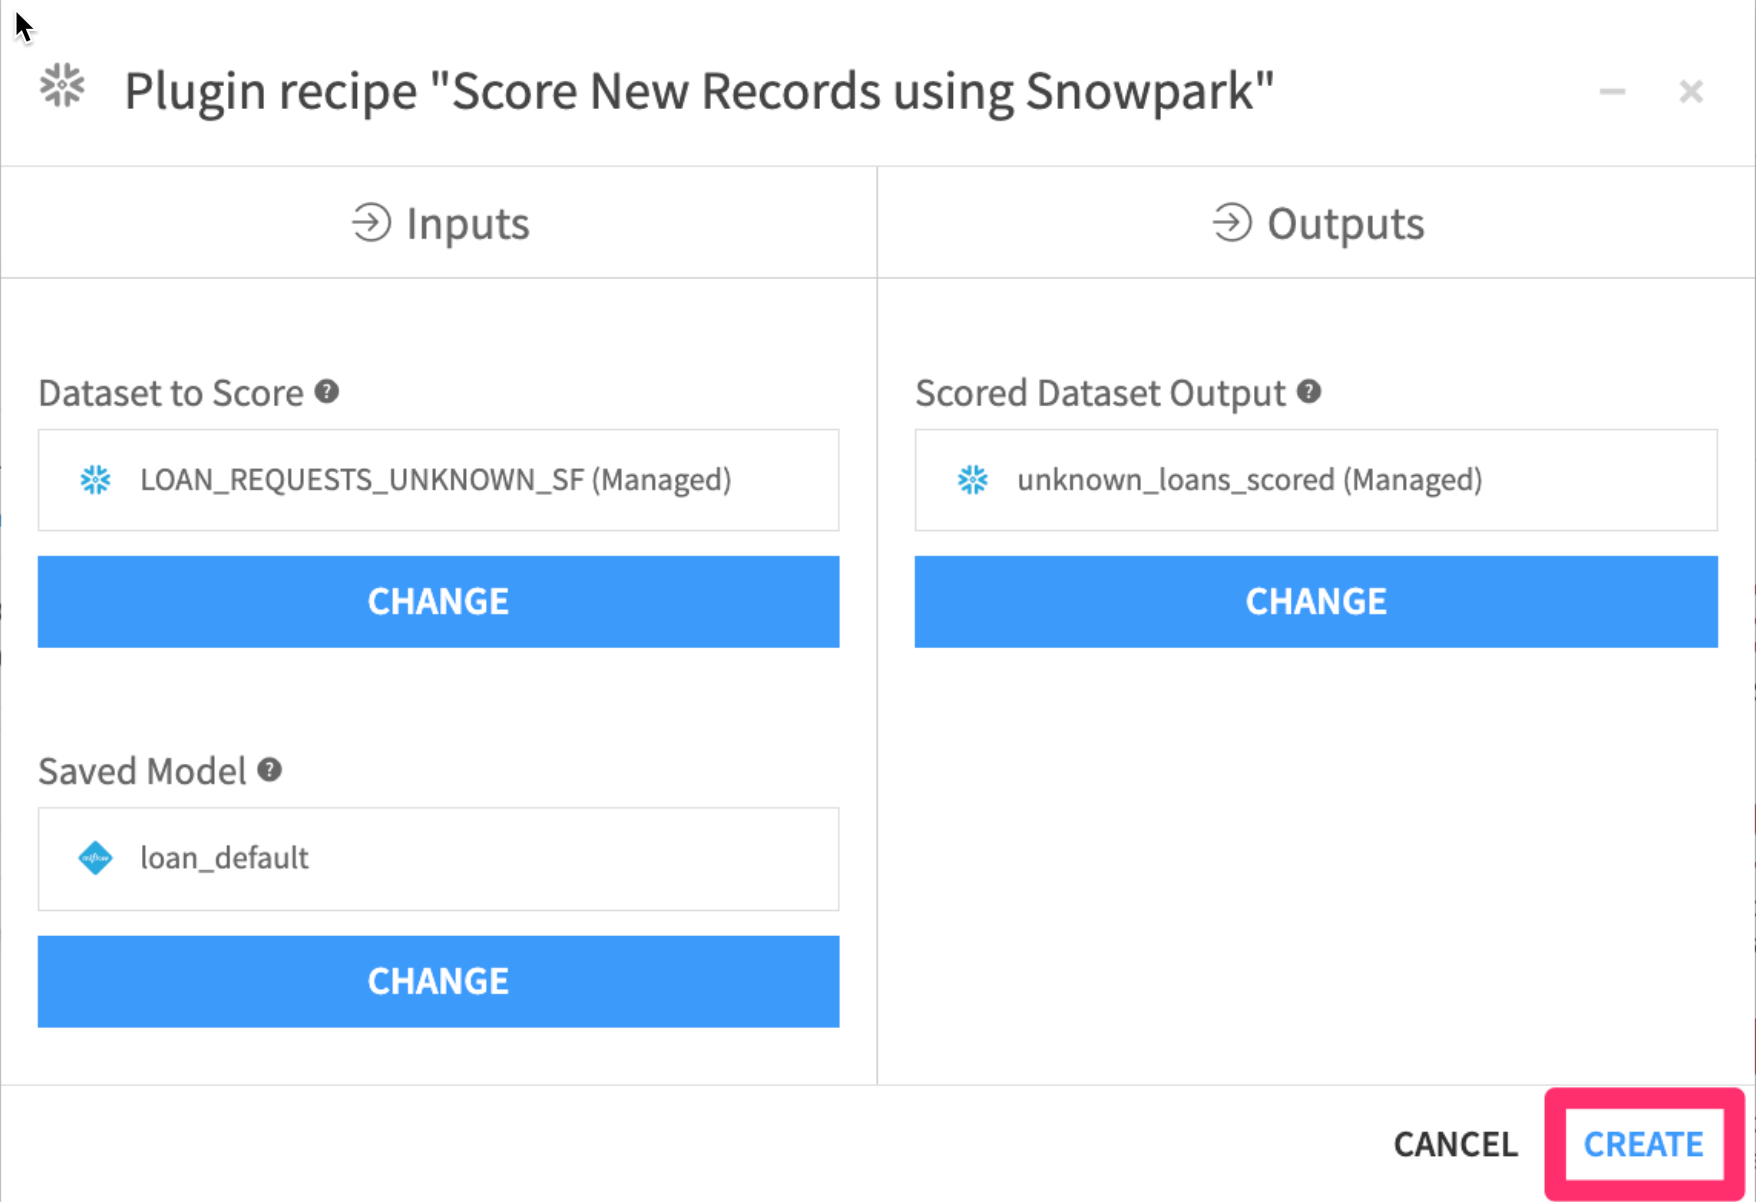 Plugin recipe "Score New Records using Snowpark"
Inputs
Outputs
Dataset to Score
LOAN_REQUESTS_UNKNOWN_SF (Managed)
CHANGE
Saved Model
loan_default
CHANGE
Scored Dataset Output
unknown_loans_scored (Managed)
CHANGE
CANCEL
CREATE